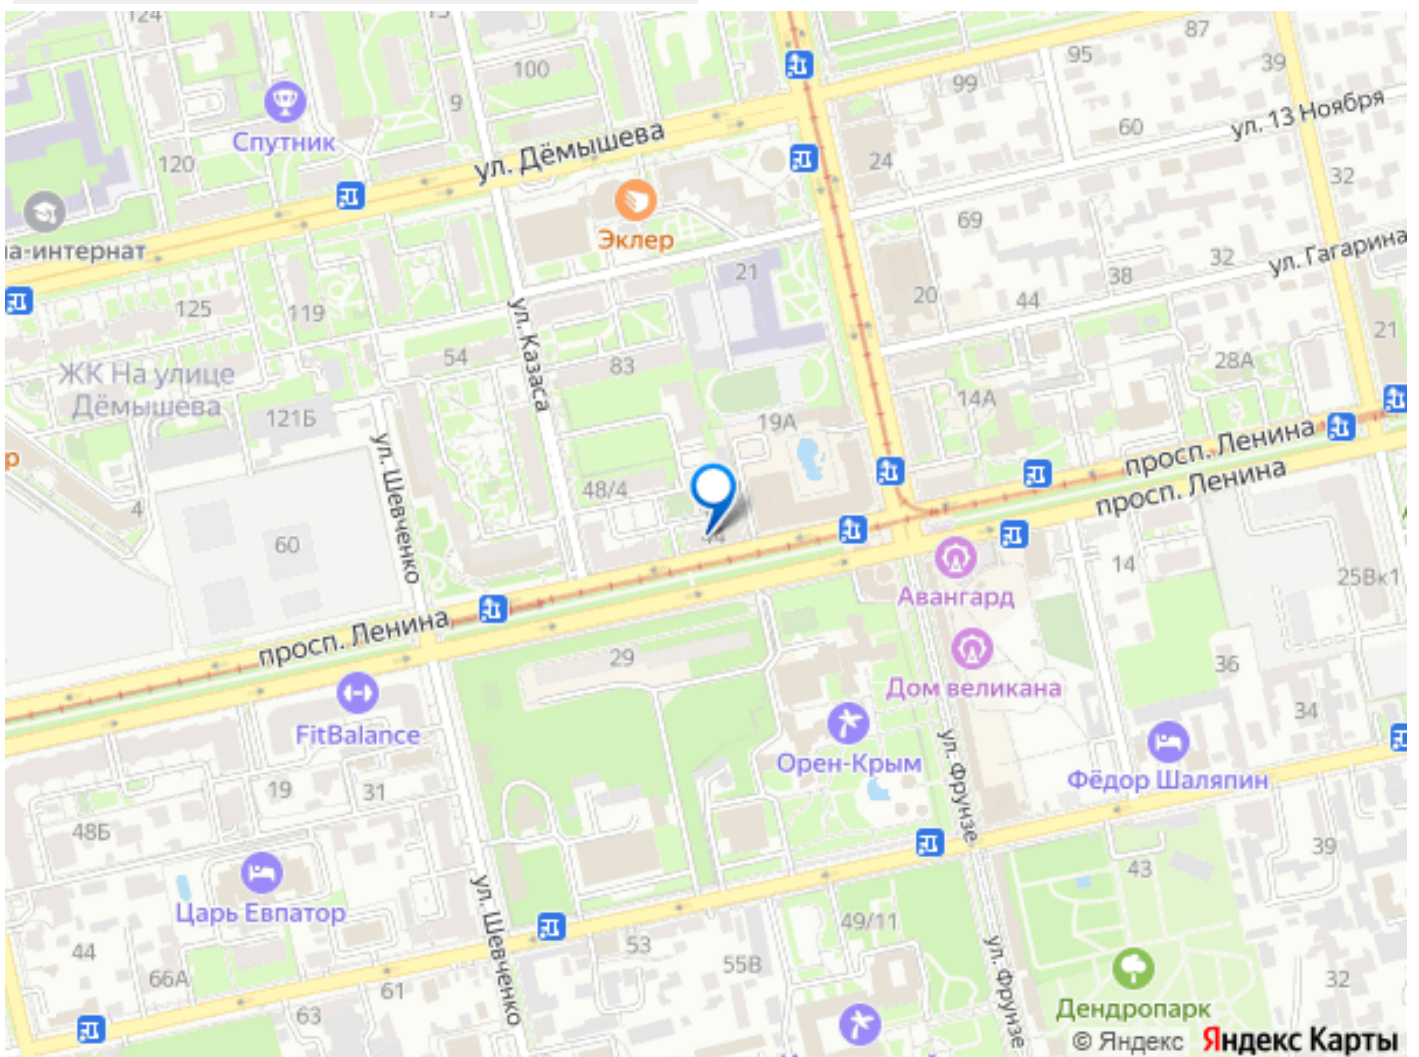 124
13
87
95
39
100
99
9
ул. 13 Ноября
Спутник
ул. Дёмышева
60
120
24
32
69
Эклер
а-интернат
32
ул. Гагарина
21
38
125
20
44
119
ул. Казаса
21
54
83
28А
ЖК На улице
Дёмышева
14А
121Б
19А
просп. Ленина
просп. Ленина
р
ул. Шевченко
48/4
4
44
60
14
25Вк1
Авангард
просп. Ленина
29
36
Дом великана
34
FitBalance
ул. Фрунзе
Орен-Крым
Фёдор Шаляпин
19
31
48Б
39
43
Царь Евпатор
ул. Шевченко
49/11
44
53
ул. Фрунзе
66А
55В
32
61
Дендропарк
63
© Яндекс Яндекс Карты